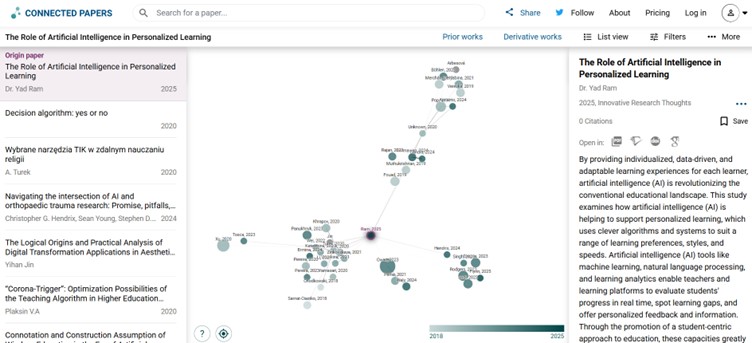 CONNECTED PAPERS
Search for a paper...
Share
Follow
About
Pricing
Log in
The Role of Artificial Intelligence in Personalized Learning
Prior works
Derivative works
List view
Filters
More
Origin paper
The Role of Artificial Intelligence in Personalized
Learning
Dr. Yad Ram
2025
Decision algorithm: yes or no
2020
Wybrane narzędzia TIK w zdalnym nauczaniu
religii
A. Turek
2020
Navigating the intersection of AI and
orthopaedic trauma research: Promise, pitfalls,...
Christopher G. Hendrix, Sean Young, Stephen D...
2024
The Logical Origins and Practical Analysis of
Digital Transformation Applications in Aestheti...
Yihan Jin
"Corona-Trigger": Optimization Possibilities of
the Teaching Algorithm in Higher Education...
Plaksin V.A
2020
Connotation and Construction Assumption of
Unknown, 2020
Fouad, 2019
Khrapov, 2020
Tosca, 2023
Ram, 2025
Hendrix, 2024
2018
2025
The Role of Artificial Intelligence in
Personalized Learning
Dr. Yad Ram
2025, Innovative Research Thoughts
0 Citations
Save
Open in:
By providing individualized, data-driven, and
adaptable learning experiences for each learner,
artificial intelligence (AI) is revolutionizing the
conventional educational landscape. This study
examines how artificial intelligence (AI) is
helping to support personalized learning, which
uses clever algorithms and systems to suit a
range of learning preferences, styles, and
speeds. Artificial intelligence (AI) tools like
machine learning, natural language processing,
and learning analytics enable teachers and
learning platforms to evaluate students'
progress in real time, spot learning gaps, and
offer personalized feedback and information.
Through the promotion of a student-centric
approach to education, these capacities greatly